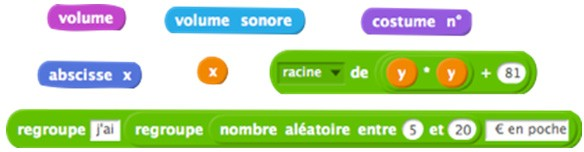 volume volume sonore costume n°
abscisse x x racine de y * y + 81
regroupe j'ai regroupe nombre aléatoire entre 5 et 20 € en poche